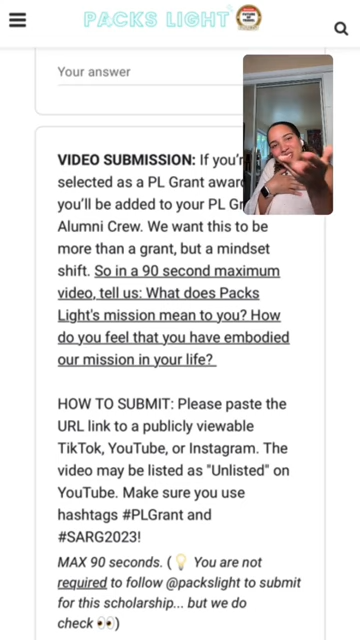 PACKS LIGHT
Your answer
VIDEO SUBMISSION: If you'r
selected as a PL Grant awar
you'll be added to your PL Gr
Alumni Crew. We want this to be
more than a grant, but a mindset
shift. So in a 90 second maximum
video, tell us: What does Packs
Light's mission mean to you? How
do you feel that you have embodied
our mission in your life?
HOW TO SUBMIT: Please paste the
URL link to a publicly viewable
TikTok, YouTube, or Instagram. The
video may be listed as "Unlisted" on
YouTube. Make sure you use
hashtags #PLGrant and
#SARG2023!
MAX 90 seconds. (💡 You are not
required to follow @packslight to submit
for this scholarship... but we do
check 👀)